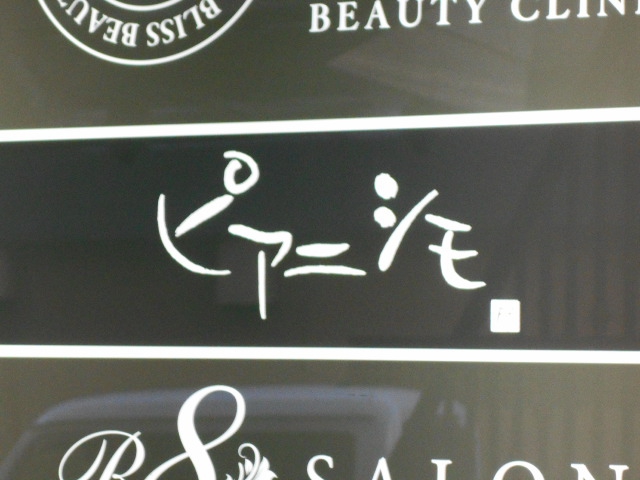 BLISS BEAU
BEAUTY CLIN
ピアニシモ
R& SALON